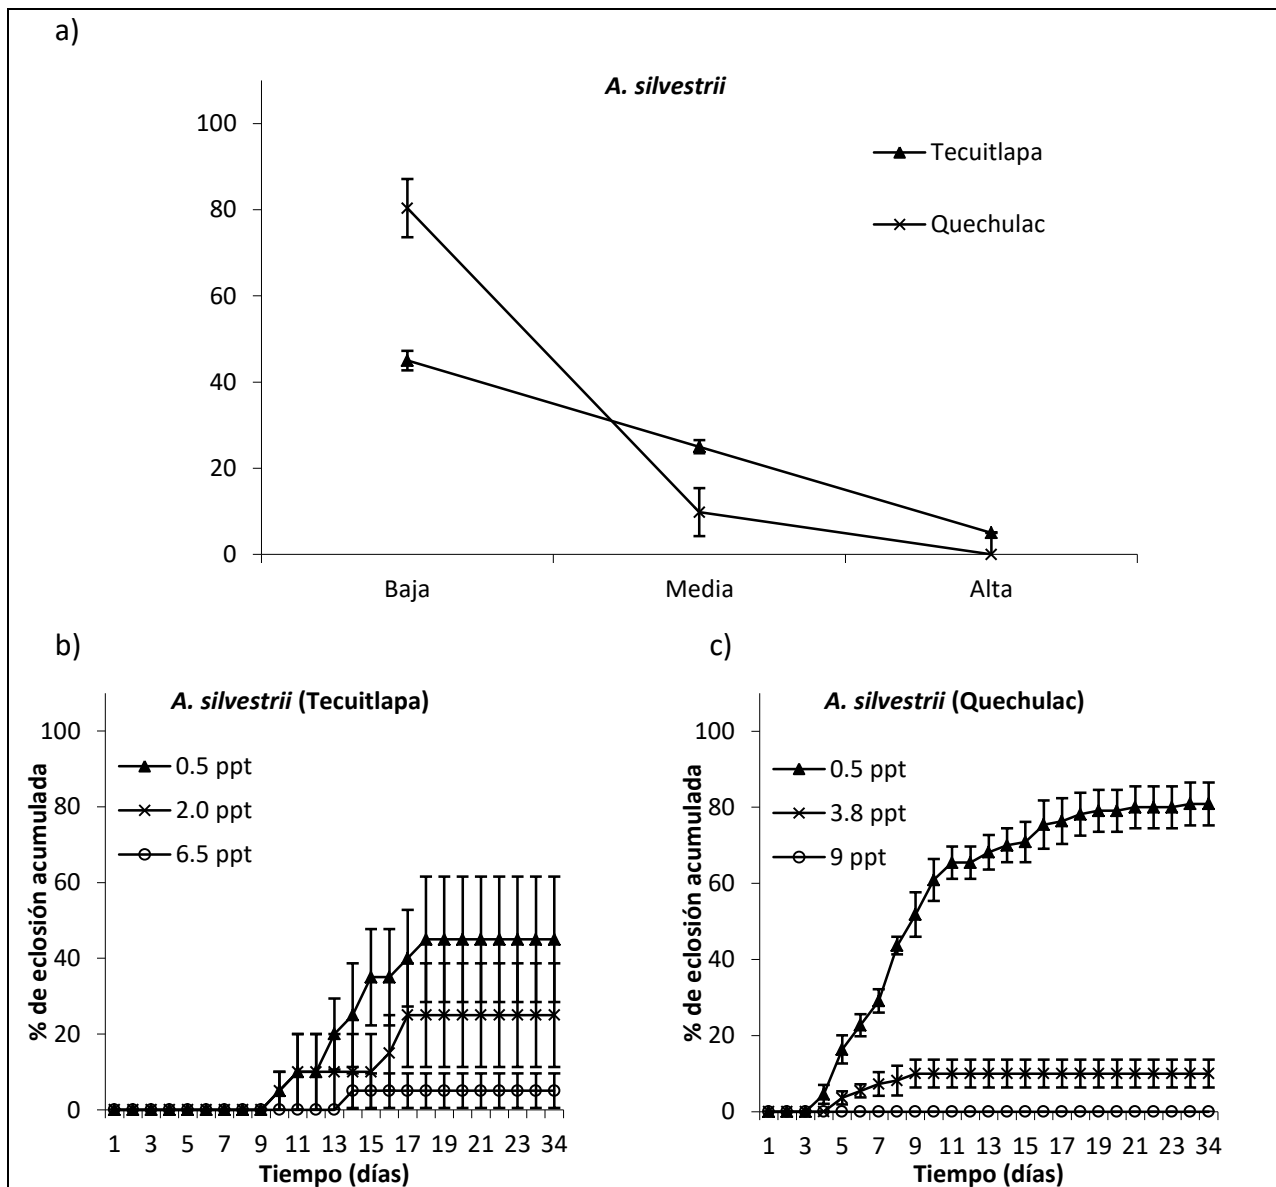 a)
A. silvestrii
100
80
60
40
20
0
Tecuitlapa
Quechulac
Baja Media Alta
b)
A. silvestrii (Tecuitlapa)
% de eclosión acumulada
100
80
60
40
20
0
0.5 ppt
2.0 ppt
6.5 ppt
1 3 5 7 9 11 13 15 17 19 21 23 34
Tiempo (días)
c)
A. silvestrii (Quechulac)
% de eclosión acumulada
100
80
60
40
20
0
0.5 ppt
3.8 ppt
9 ppt
1 3 5 7 9 11 13 15 17 19 21 23 34
Tiempo (días)